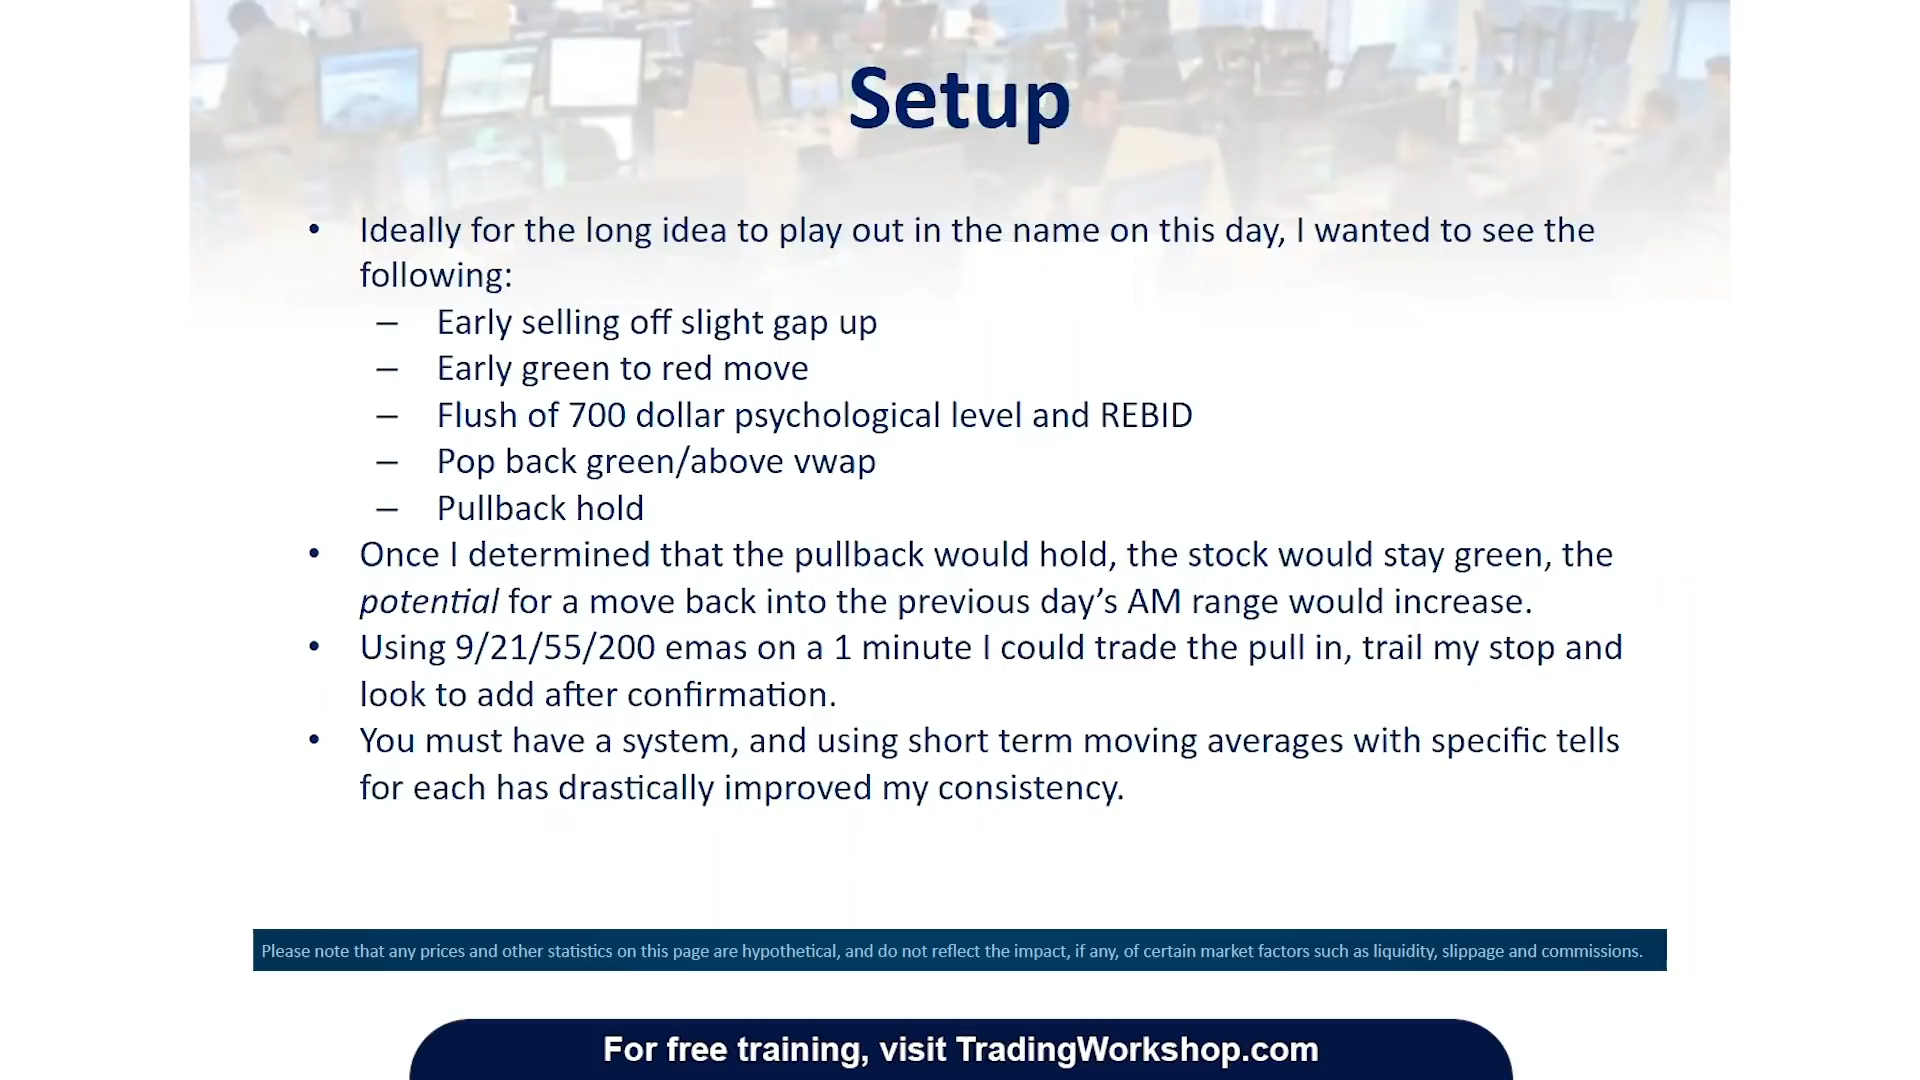 Setup
• Ideally for the long idea to play out in the name on this day, I wanted to see the
following:
– Early selling off slight gap up
– Early green to red move
– Flush of 700 dollar psychological level and REBID
– Pop back green/above vwap
– Pullback hold
• Once I determined that the pullback would hold, the stock would stay green, the
potential for a move back into the previous day’s AM range would increase.
• Using 9/21/55/200 emas on a 1 minute I could trade the pull in, trail my stop and
look to add after confirmation.
• You must have a system, and using short term moving averages with specific tells
for each has drastically improved my consistency.
Please note that any prices and other statistics on this page are hypothetical, and do not reflect the impact, if any, of certain market factors such as liquidity, slippage and commissions.
For free training, visit TradingWorkshop.com